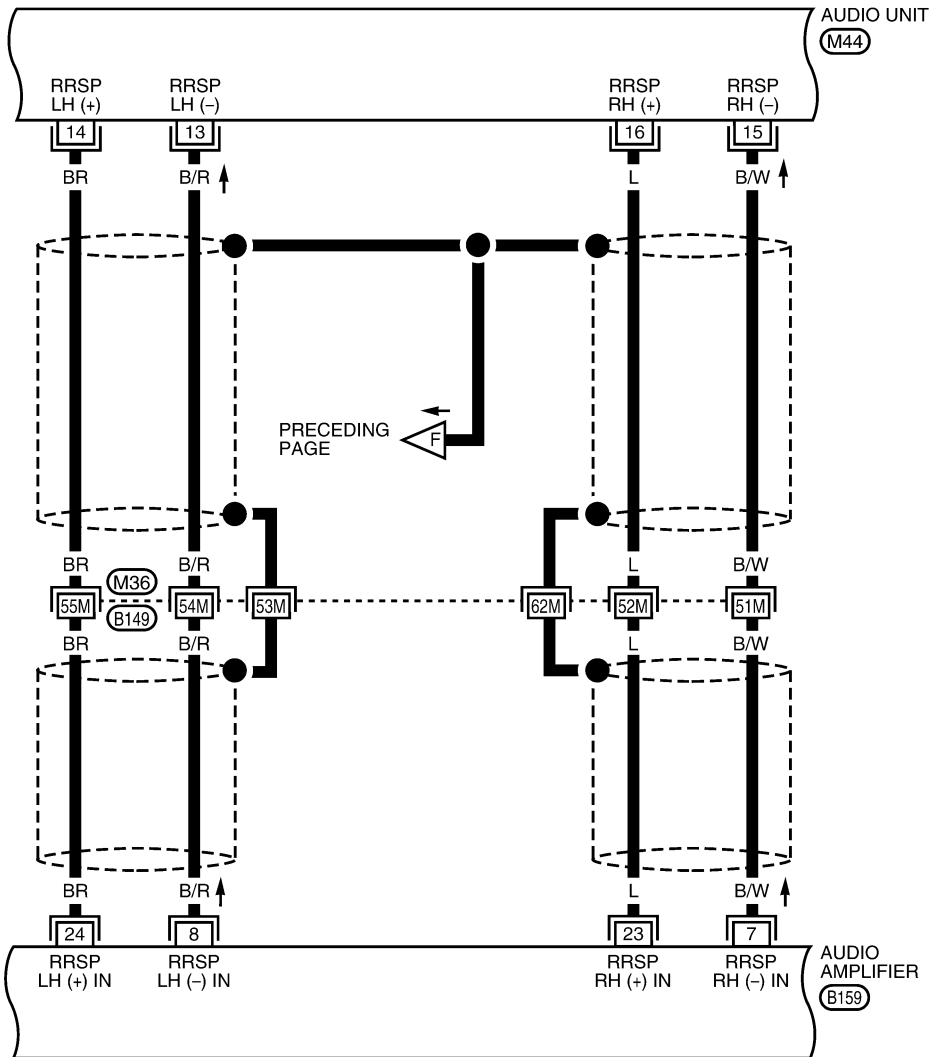 AUDIO UNIT
M44
RRSP LH (+)
RRSP LH (–)
RRSP RH (+)
RRSP RH (–)
14
13
16
15
BR
B/R
L
B/W
PRECEDING PAGE
F
BR
B/R
L
B/W
M36
55M
54M
53M
62M
52M
51M
B149
BR
B/R
L
B/W
BR
B/R
L
B/W
24
8
23
7
RRSP LH (+) IN
RRSP LH (–) IN
RRSP RH (+) IN
RRSP RH (–) IN
AUDIO AMPLIFIER
B159